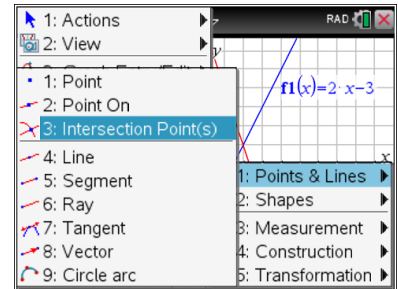 1: Actions
2: View
RAD
y
f1(x)=2·x−3
x
1: Point
2: Point On
3: Intersection Point(s)
4: Line
5: Segment
6: Ray
7: Tangent
8: Vector
9: Circle arc
1: Points & Lines
2: Shapes
3: Measurement
4: Construction
5: Transformation